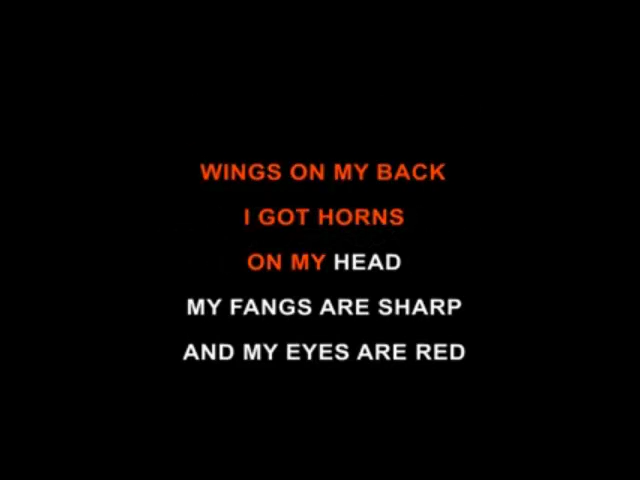 WINGS ON MY BACK
I GOT HORNS
ON MY HEAD
MY FANGS ARE SHARP
AND MY EYES ARE RED